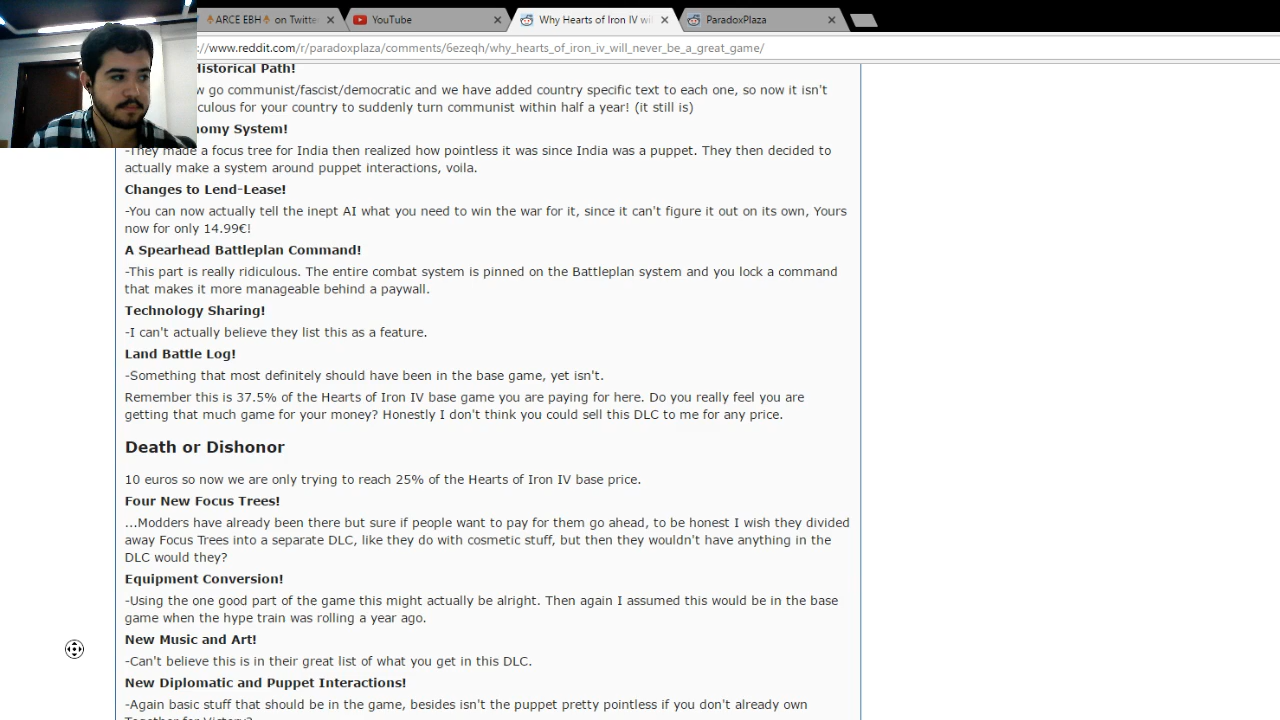 ARCE EBH on Twitte
YouTube
Why Hearts of Iron IV wil
ParadoxPlaza
://www.reddit.com/r/paradoxplaza/comments/6ezeqh/why_hearts_of_iron_iv_will_never_be_a_great_game/
Historical Path!
w go communist/fascist/democratic and we have added country specific text to each one, so now it isn't
culous for your country to suddenly turn communist within half a year! (it still is)
nomy System!
-They made a focus tree for India then realized how pointless it was since India was a puppet. They then decided to
actually make a system around puppet interactions, voila.
Changes to Lend-Lease!
-You can now actually tell the inept AI what you need to win the war for it, since it can't figure it out on its own, Yours
now for only 14.99€!
A Spearhead Battleplan Command!
-This part is really ridiculous. The entire combat system is pinned on the Battleplan system and you lock a command
that makes it more manageable behind a paywall.
Technology Sharing!
-I can't actually believe they list this as a feature.
Land Battle Log!
-Something that most definitely should have been in the base game, yet isn't.
Remember this is 37.5% of the Hearts of Iron IV base game you are paying for here. Do you really feel you are
getting that much game for your money? Honestly I don't think you could sell this DLC to me for any price.
Death or Dishonor
10 euros so now we are only trying to reach 25% of the Hearts of Iron IV base price.
Four New Focus Trees!
...Modders have already been there but sure if people want to pay for them go ahead, to be honest I wish they divided
away Focus Trees into a separate DLC, like they do with cosmetic stuff, but then they wouldn't have anything in the
DLC would they?
Equipment Conversion!
-Using the one good part of the game this might actually be alright. Then again I assumed this would be in the base
game when the hype train was rolling a year ago.
New Music and Art!
-Can't believe this is in their great list of what you get in this DLC.
New Diplomatic and Puppet Interactions!
-Again basic stuff that should be in the game, besides isn't the puppet pretty pointless if you don't already own
Together for Victory?